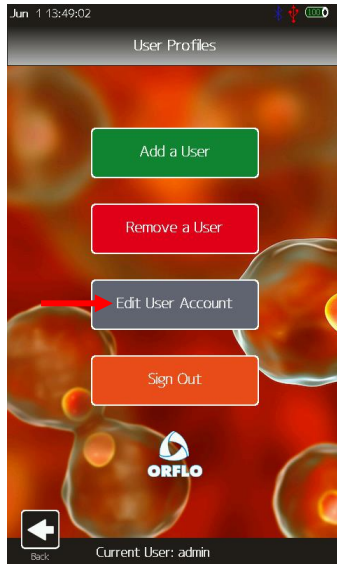 Jun 1 13:49:02
User Profiles
Add a User
Remove a User
Edit User Account
Sign Out
ORFLO
Back
Current User: admin